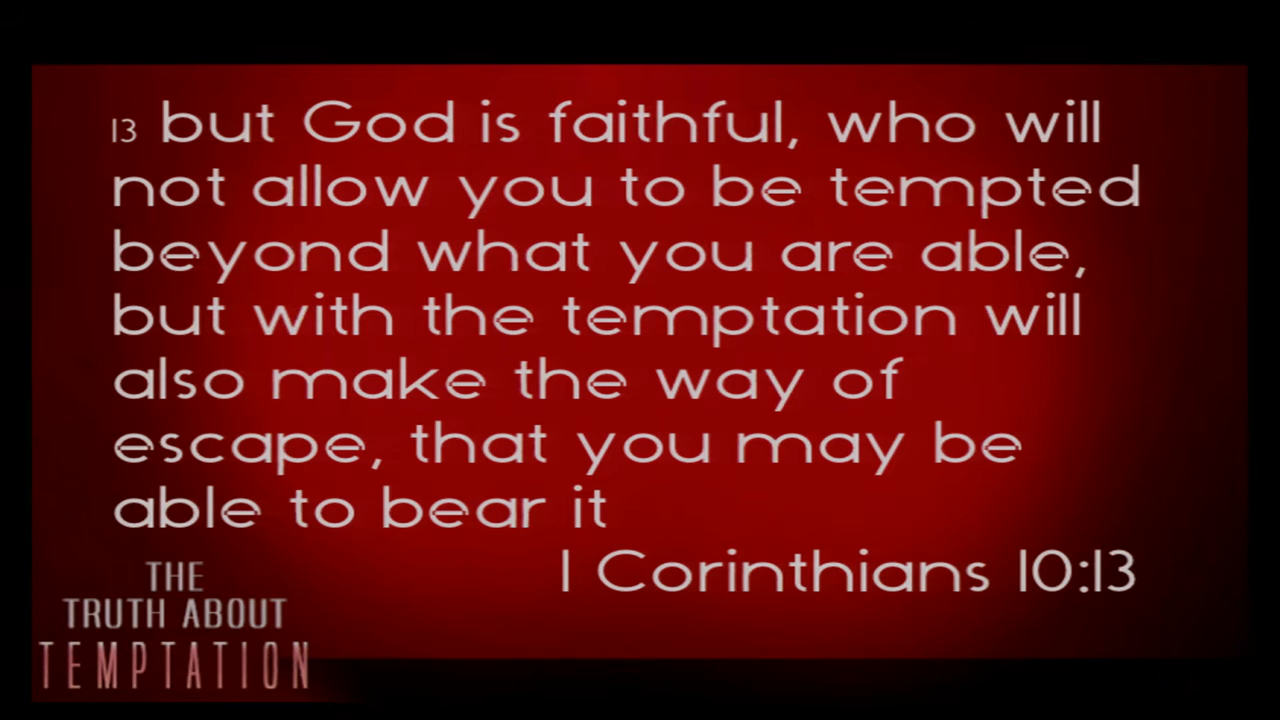 13 but God is faithful, who will
not allow you to be tempted
beyond what you are able,
but with the temptation will
also make the way of
escape, that you may be
able to bear it
1 Corinthians 10:13
THE
TRUTH ABOUT
TEMPTATION